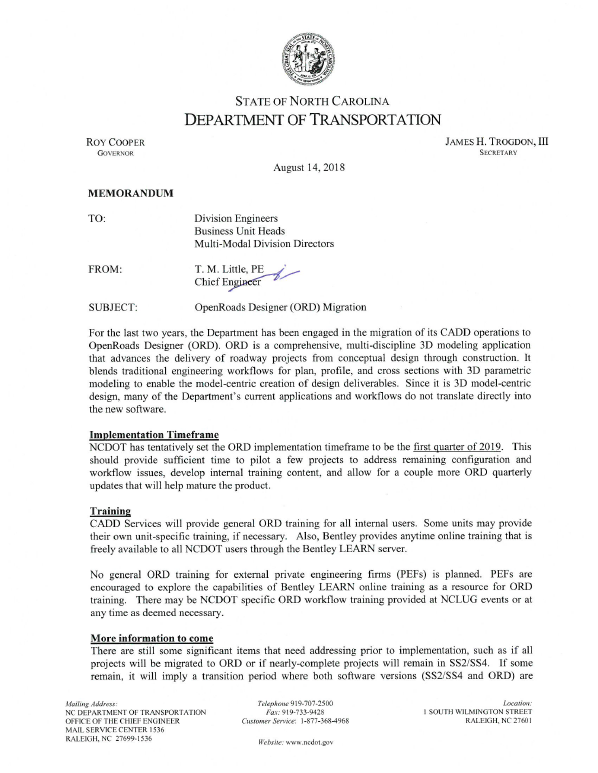 STATE OF NORTH CAROLINA
DEPARTMENT OF TRANSPORTATION
ROY COOPER
GOVERNOR
JAMES H. TROGDON, III
SECRETARY
August 14, 2018
MEMORANDUM
TO: Division Engineers
Business Unit Heads
Multi-Modal Division Directors
FROM: T. M. Little, PE
Chief Engineer
SUBJECT: OpenRoads Designer (ORD) Migration
For the last two years, the Department has been engaged in the migration of its CADD operations to
OpenRoads Designer (ORD). ORD is a comprehensive, multi-discipline 3D modeling application
that advances the delivery of roadway projects from conceptual design through construction. It
blends traditional engineering workflows for plan, profile, and cross sections with 3D parametric
modeling to enable the model-centric creation of design deliverables. Since it is 3D model-centric
design, many of the Department's current applications and workflows do not translate directly into
the new software.
Implementation Timeframe
NCDOT has tentatively set the ORD implementation timeframe to be the first quarter of 2019. This
should provide sufficient time to pilot a few projects to address remaining configuration and
workflow issues, develop internal training content, and allow for a couple more ORD quarterly
updates that will help mature the product.
Training
CADD Services will provide general ORD training for all internal users. Some units may provide
their own unit-specific training, if necessary. Also, Bentley provides anytime online training that is
freely available to all NCDOT users through the Bentley LEARN server.
No general ORD training for external private engineering firms (PEFs) is planned. PEFs are
encouraged to explore the capabilities of Bentley LEARN online training as a resource for ORD
training. There may be NCDOT specific ORD workflow training provided at NCLUG events or at
any time as deemed necessary.
More information to come
There are still some significant items that need addressing prior to implementation, such as if all
projects will be migrated to ORD or if nearly-complete projects will remain in SS2/SS4. If some
remain, it will imply a transition period where both software versions (SS2/SS4 and ORD) are
Mailing Address:
NC DEPARTMENT OF TRANSPORTATION
OFFICE OF THE CHIEF ENGINEER
MAIL SERVICE CENTER 1536
RALEIGH, NC 27699-1536
Telephone 919-707-2500
Fax: 919-733-9428
Customer Service: 1-877-368-4968
Website: www.ncdot.gov
Location:
1 SOUTH WILMINGTON STREET
RALEIGH, NC 27601